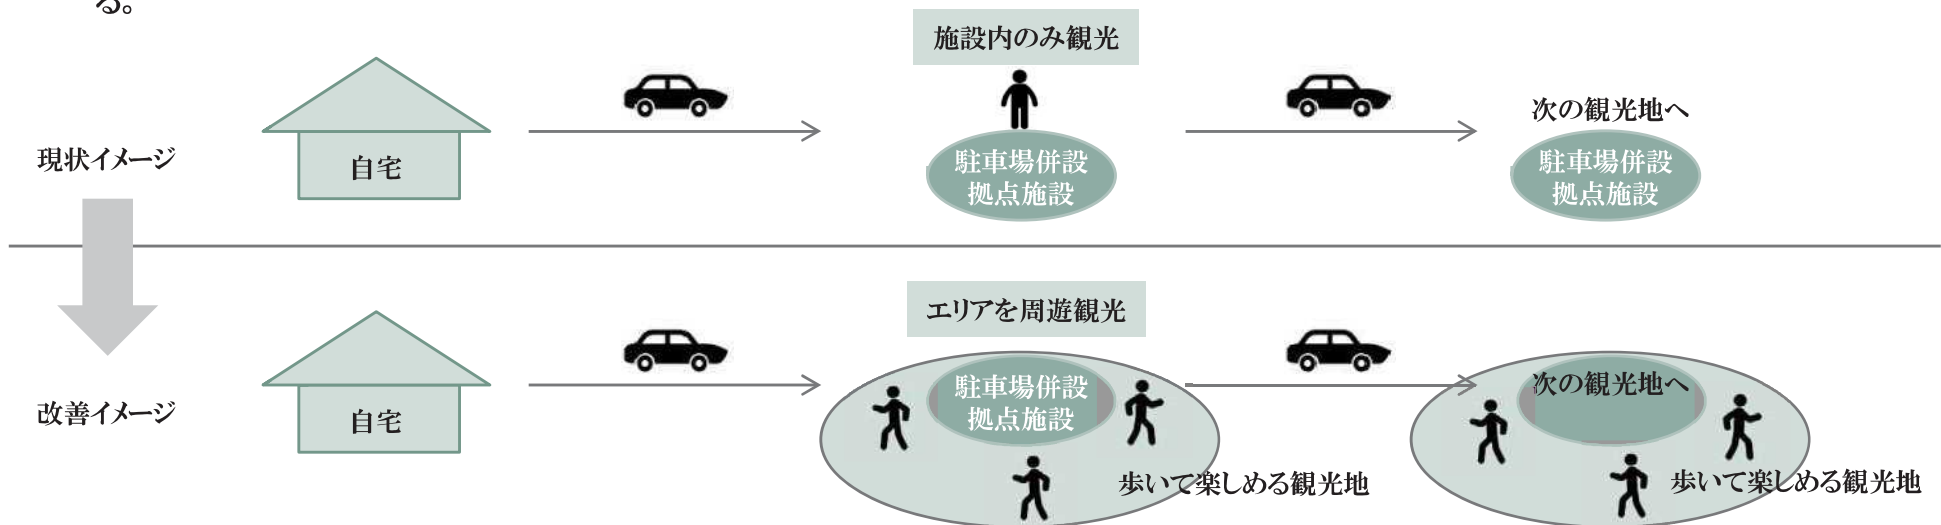 る。
施設内のみ観光
次の観光地へ
現状イメージ
自宅
駐車場併設
拠点施設
駐車場併設
拠点施設
エリアを周遊観光
改善イメージ
自宅
駐車場併設
拠点施設
次の観光地へ
歩いて楽しめる観光地
歩いて楽しめる観光地